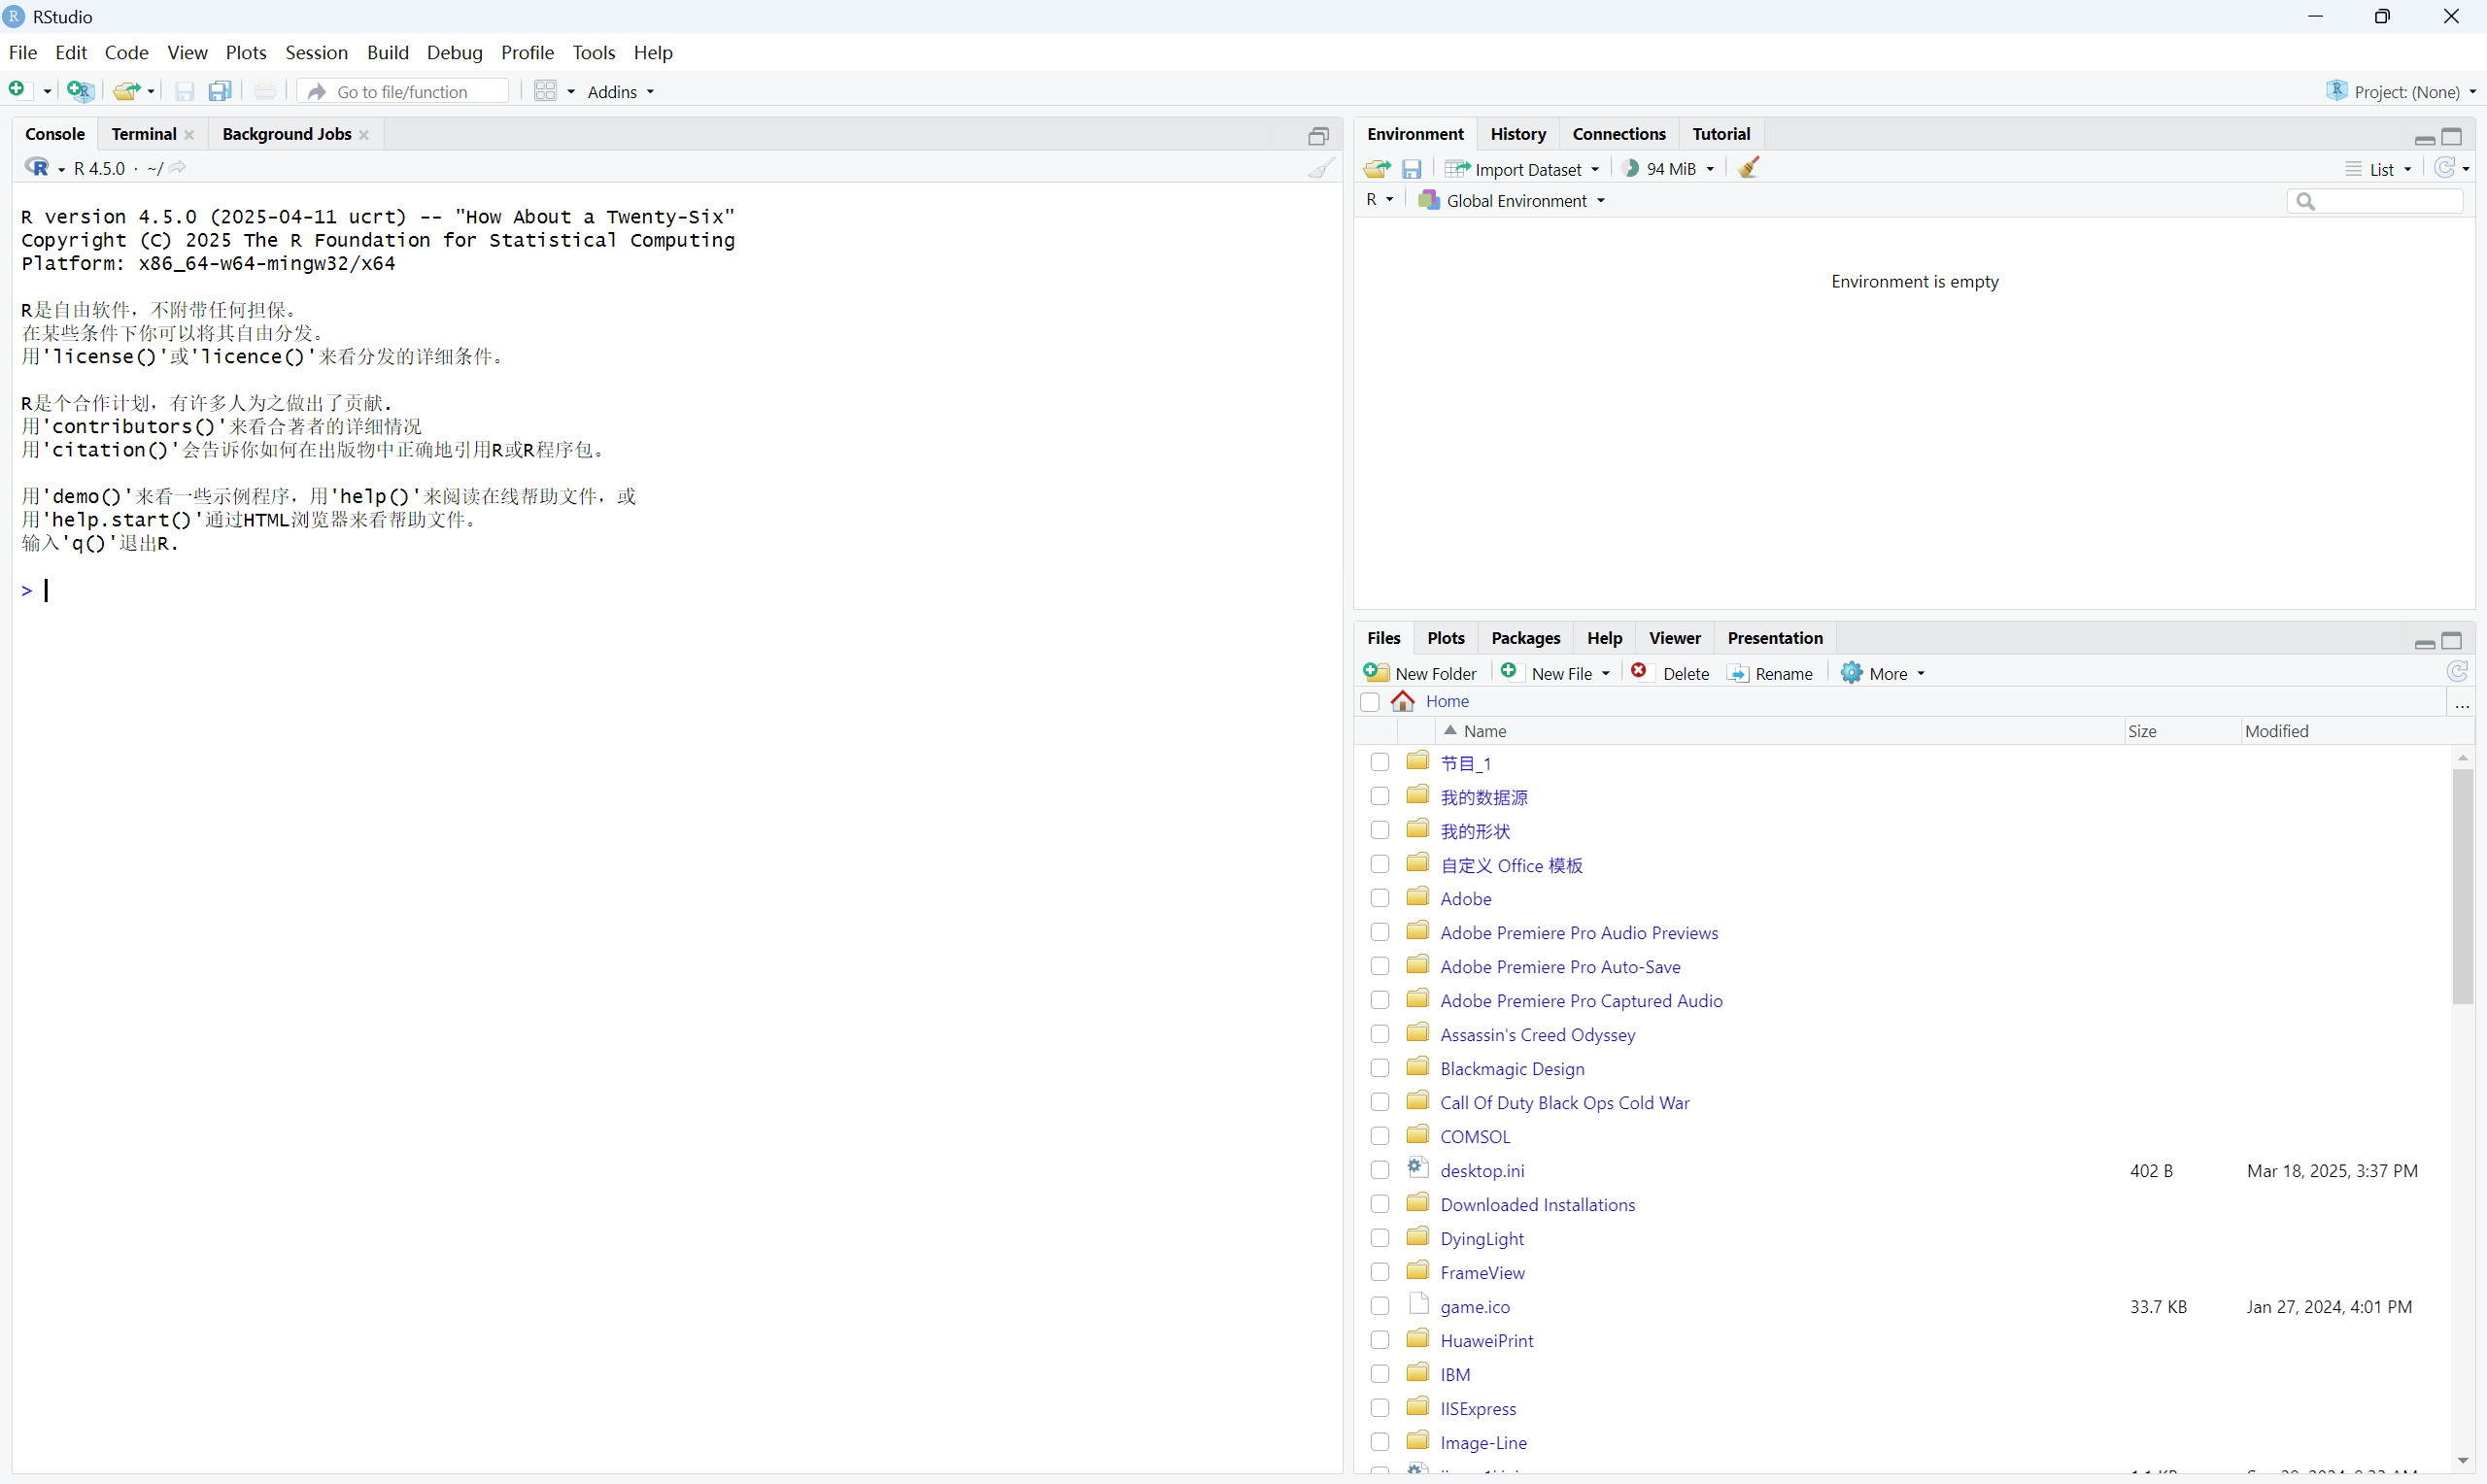 RStudio
File Edit Code View Plots Session Build Debug Profile Tools Help
Go to file/function Addins Project: (None)
Console Terminal Background Jobs
R 4.5.0 · ~/
R version 4.5.0 (2025-04-11 ucrt) -- "How About a Twenty-Six"
Copyright (C) 2025 The R Foundation for Statistical Computing
Platform: x86_64-w64-mingw32/x64
R是自由软件，不附带任何担保。
在某些条件下你可以将其自由分发。
用'license()'或'licence()'来看分发的详细条件。
R是个合作计划，有许多人为之做出了贡献.
用'contributors()'来看合著者的详细情况
用'citation()'会告诉你如何在出版物中正确地引用R或R程序包。
用'demo()'来看一些示例程序，用'help()'来阅读在线帮助文件，或
用'help.start()'通过HTML浏览器来看帮助文件。
输入'q()'退出R.
>
Environment History Connections Tutorial
Import Dataset 94 MiB List
R Global Environment
Environment is empty
Files Plots Packages Help Viewer Presentation
New Folder New File Delete Rename More
Home ...
Name Size Modified
节目_1
我的数据源
我的形状
自定义 Office 模板
Adobe
Adobe Premiere Pro Audio Previews
Adobe Premiere Pro Auto-Save
Adobe Premiere Pro Captured Audio
Assassin's Creed Odyssey
Blackmagic Design
Call Of Duty Black Ops Cold War
COMSOL
desktop.ini 402 B Mar 18, 2025, 3:37 PM
Downloaded Installations
DyingLight
FrameView
game.ico 33.7 KB Jan 27, 2024, 4:01 PM
HuaweiPrint
IBM
IISExpress
Image-Line